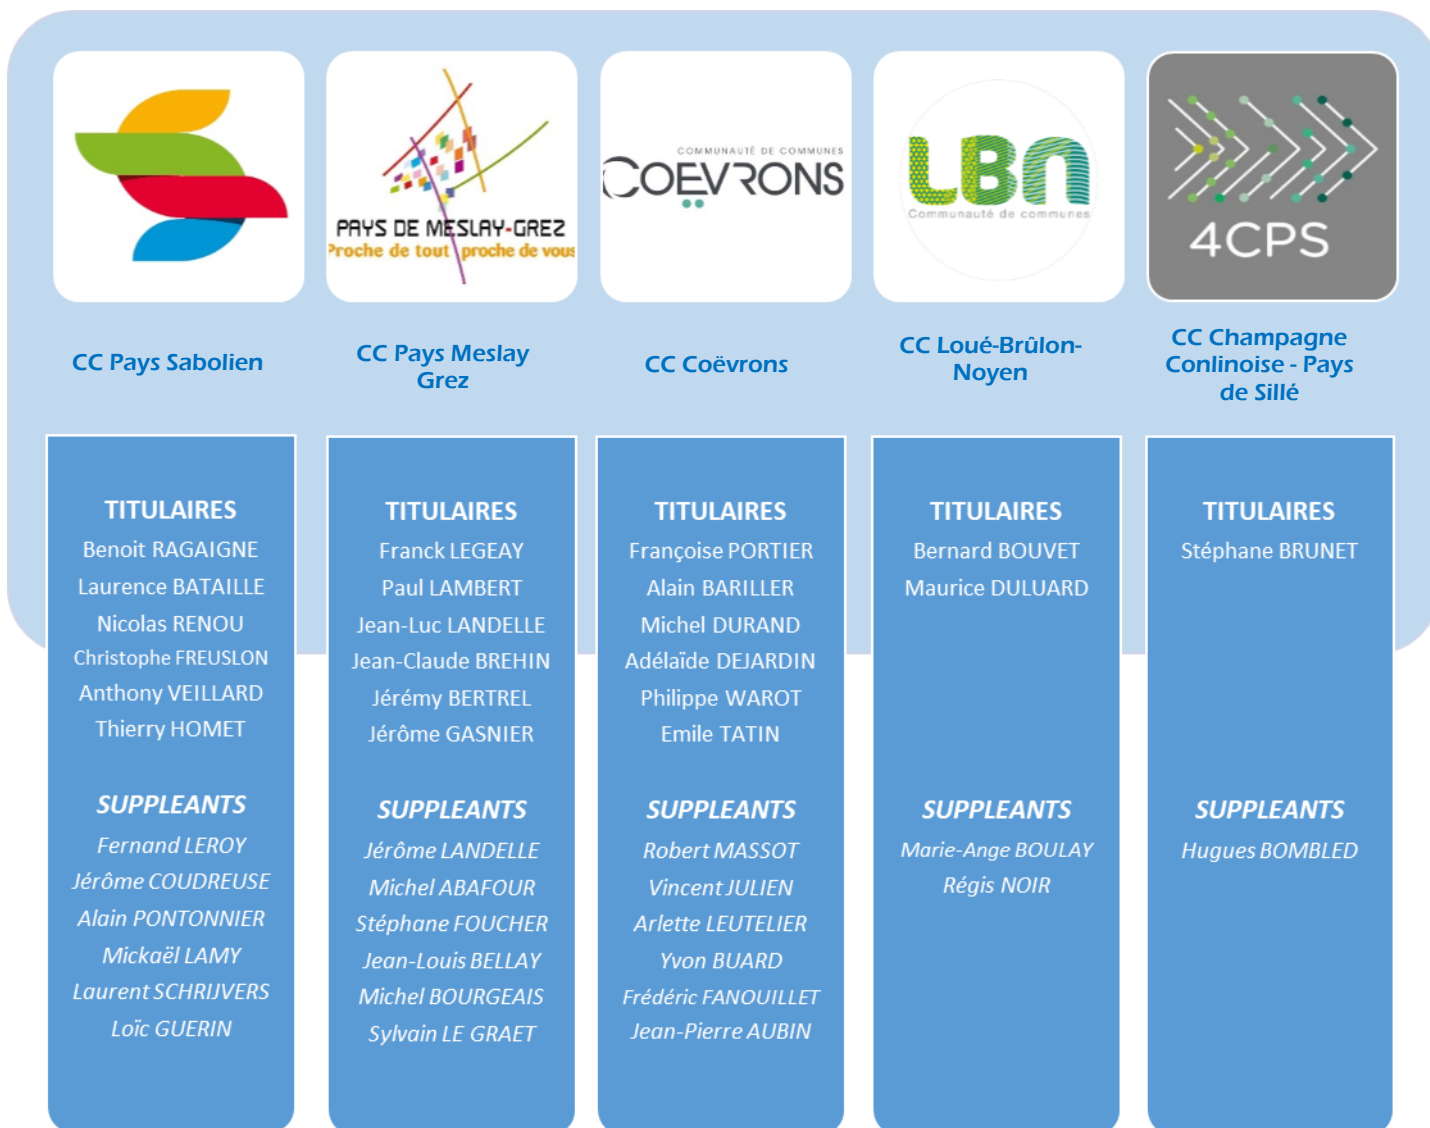 PAYS DE MESLAY-GREZ
Proche de tout proche de vous
COMMUNAUTÉ DE COMMUNES
COEVRONS
LBN
Communauté de communes
4CPS
CC Pays Sabolien
CC Pays Meslay
Grez
CC Coëvrons
CC Loué-Brûlon-
Noyen
CC Champagne
Conlinoise - Pays
de Sillé
TITULAIRES
Benoit RAGAIGNE
Laurence BATAILLE
Nicolas RENOU
Christophe FREUSLON
Anthony VEILLARD
Thierry HOMET
SUPPLEANTS
Fernand LEROY
Jérôme COUDREUSE
Alain PONTONNIER
Mickaël LAMY
Laurent SCHRIJVERS
Loïc GUERIN
TITULAIRES
Franck LEGEAY
Paul LAMBERT
Jean-Luc LANDELLE
Jean-Claude BREHIN
Jérémy BERTREL
Jérôme GASNIER
SUPPLEANTS
Jérôme LANDELLE
Michel ABAFOUR
Stéphane FOUCHER
Jean-Louis BELLAY
Michel BOURGEAIS
Sylvain LE GRAET
TITULAIRES
Françoise PORTIER
Alain BARILLER
Michel DURAND
Adélaïde DEJARDIN
Philippe WAROT
Emile TATIN
SUPPLEANTS
Robert MASSOT
Vincent JULIEN
Arlette LEUTELIER
Yvon BUARD
Frédéric FANOUILLET
Jean-Pierre AUBIN
TITULAIRES
Bernard BOUVET
Maurice DULUARD
SUPPLEANTS
Marie-Ange BOULAY
Régis NOIR
TITULAIRES
Stéphane BRUNET
SUPPLEANTS
Hugues BOMBLED